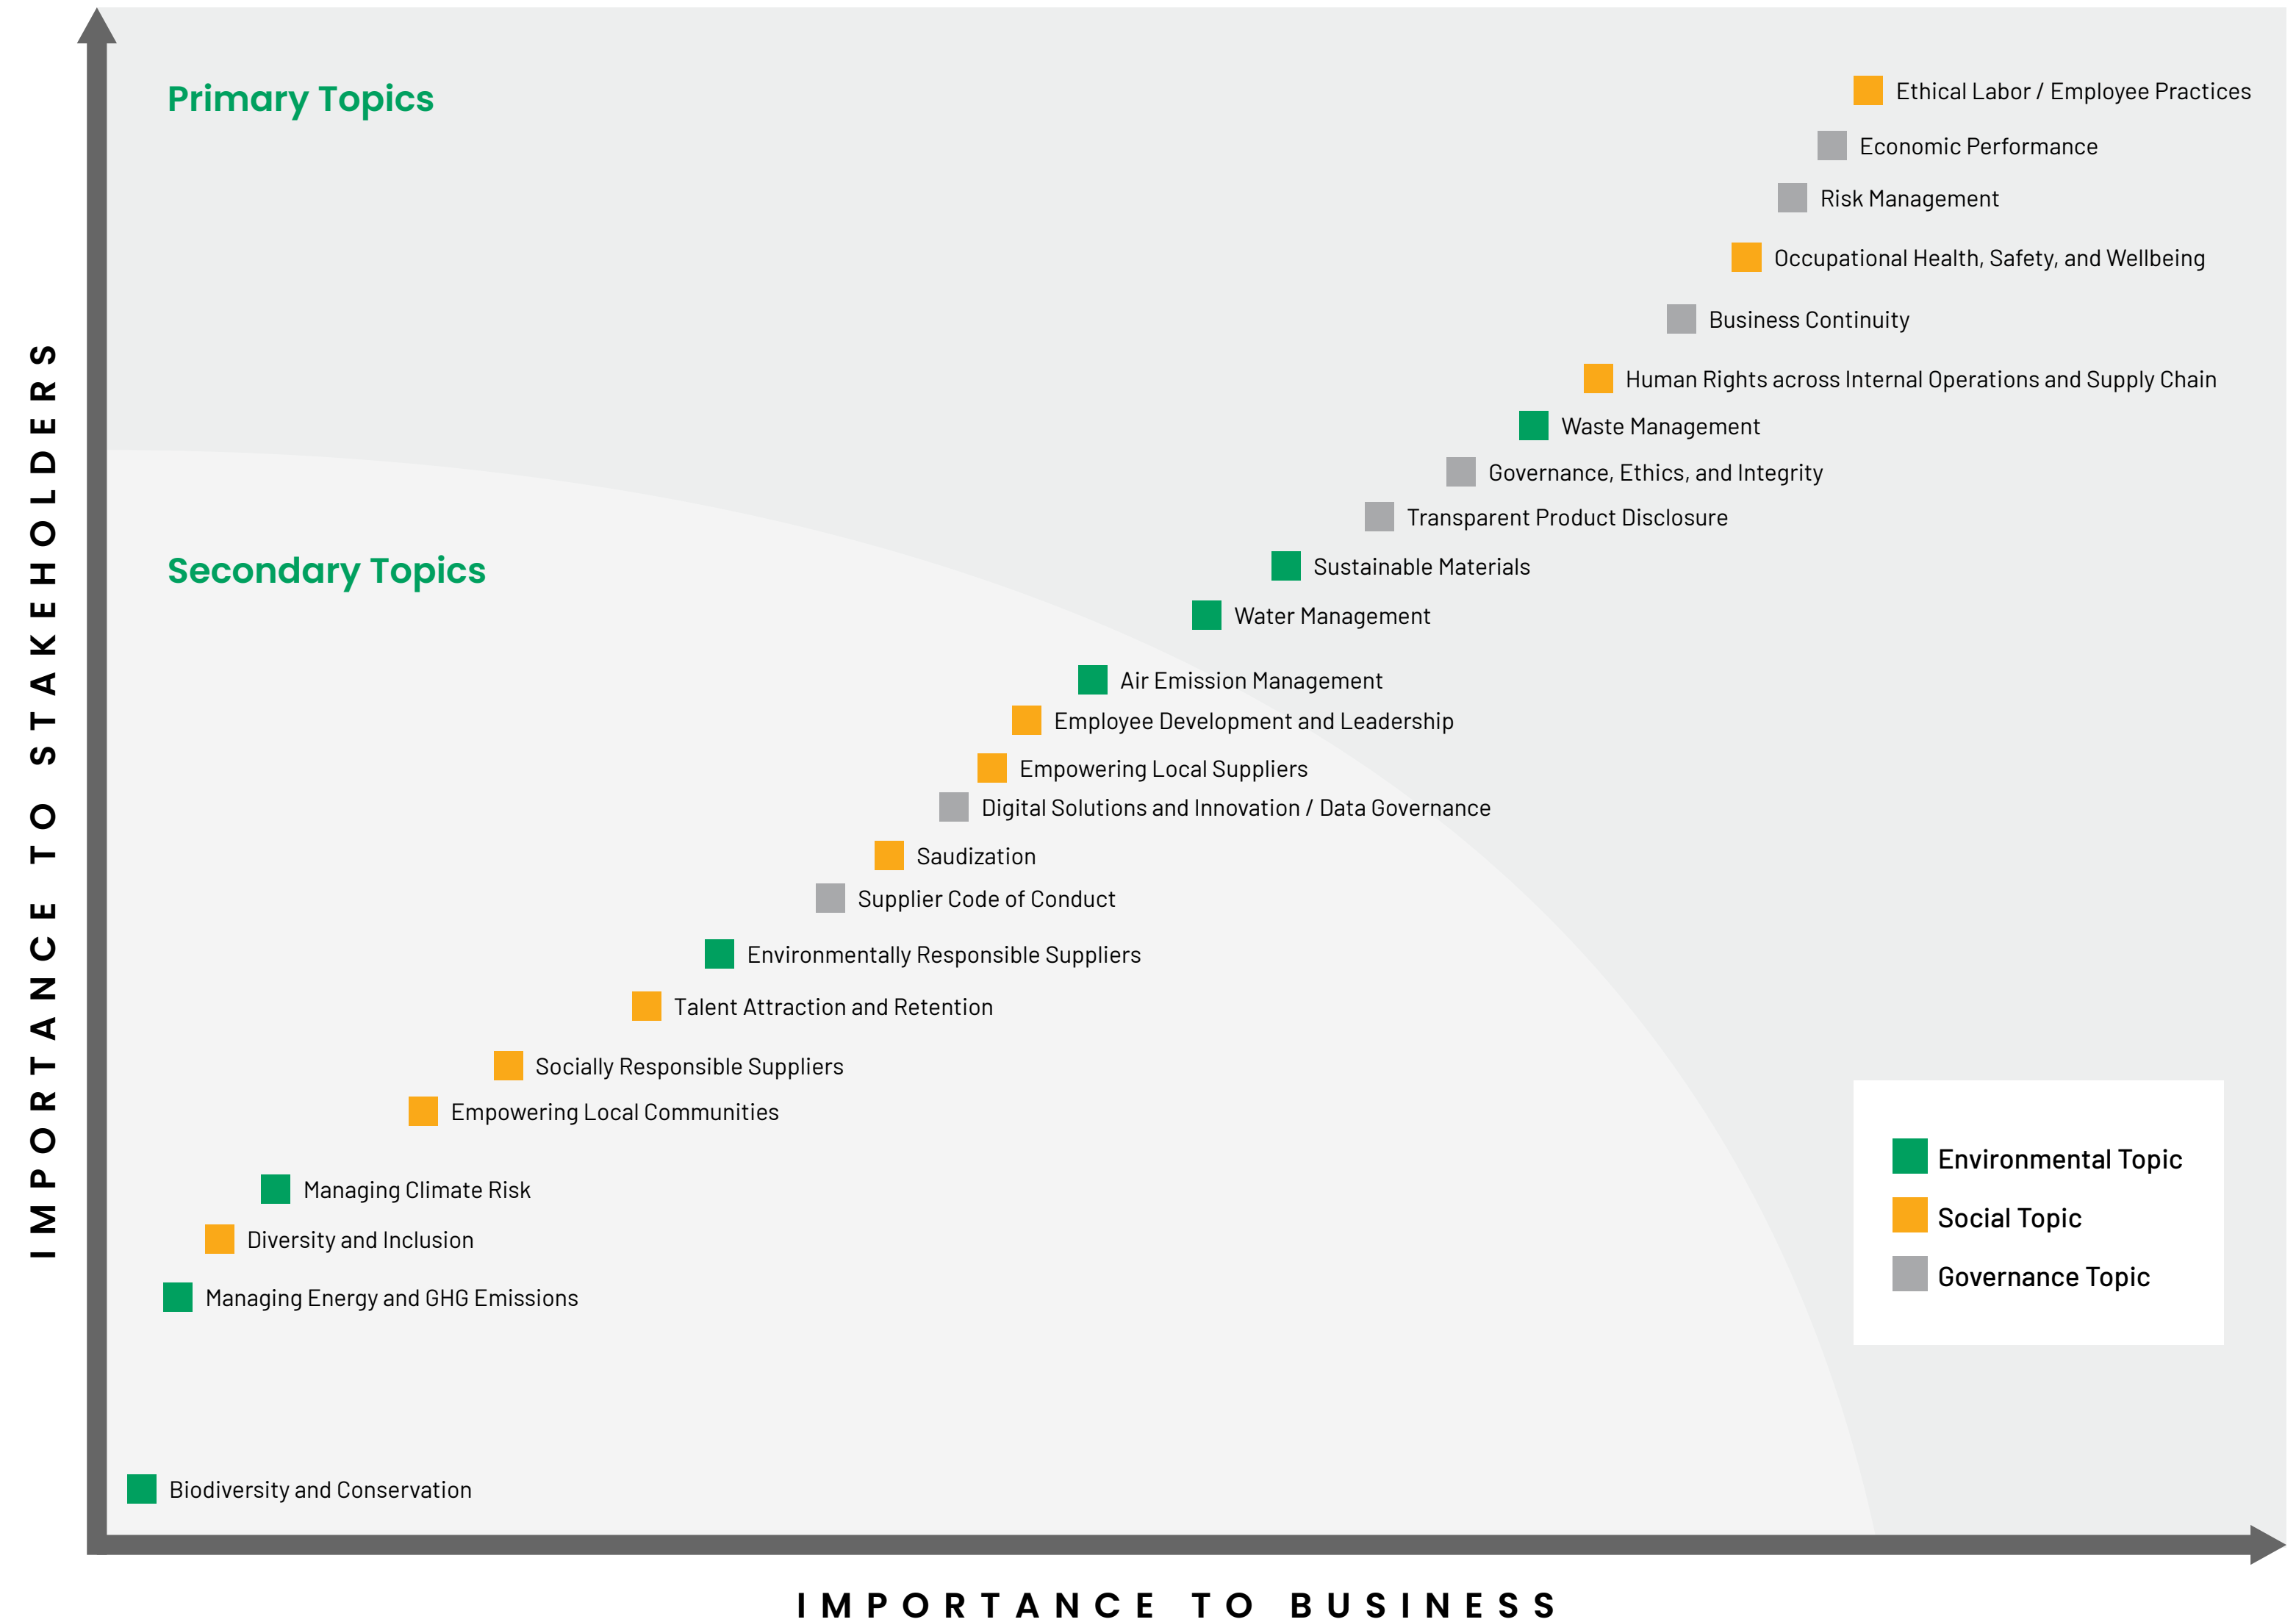 Primary Topics
Ethical Labor / Employee Practices
Economic Performance
Risk Management
Occupational Health, Safety, and Wellbeing
Business Continuity
Human Rights across Internal Operations and Supply Chain
Waste Management
Governance, Ethics, and Integrity
Transparent Product Disclosure
Secondary Topics
Sustainable Materials
Water Management
Air Emission Management
Employee Development and Leadership
Empowering Local Suppliers
Digital Solutions and Innovation / Data Governance
Saudization
Supplier Code of Conduct
Environmentally Responsible Suppliers
Talent Attraction and Retention
Socially Responsible Suppliers
Empowering Local Communities
Managing Climate Risk
Diversity and Inclusion
Managing Energy and GHG Emissions
Biodiversity and Conservation
Environmental Topic
Social Topic
Governance Topic
IMPORTANCE TO STAKEHOLDERS
IMPORTANCE TO BUSINESS